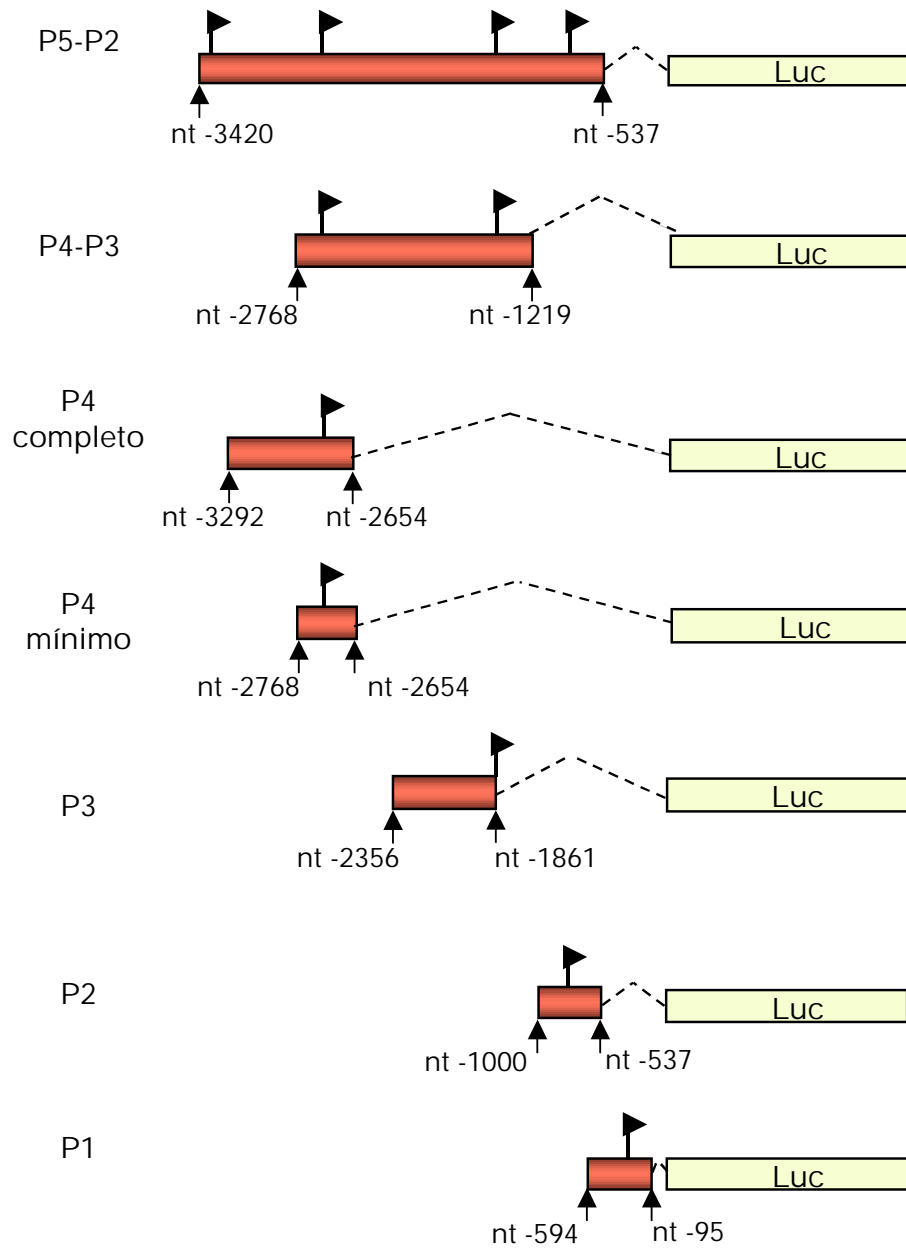 P5-P2
Luc
nt -3420
nt -537
P4-P3
Luc
nt -2768
nt -1219
P4
completo
Luc
nt -3292
nt -2654
P4
mínimo
Luc
nt -2768
nt -2654
P3
Luc
nt -2356
nt -1861
P2
Luc
nt -1000
nt -537
P1
Luc
nt -594
nt -95